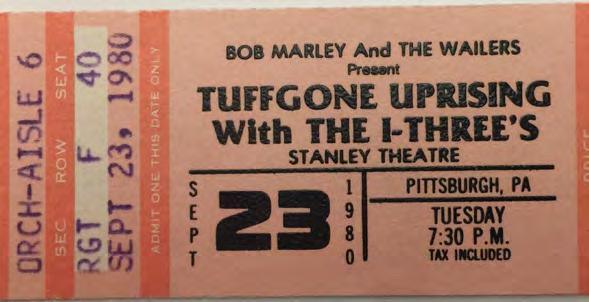 ORCH-AISLE 6
SEC ROW SEAT
RGT F 40
SEPT 23, 1980
ADMIT ONE THIS DATE ONLY
BOB MARLEY And THE WAILERS
Present
TUFFGONE UPRISING
With THE I-THREE'S
STANLEY THEATRE
SEPT
23
1980
PITTSBURGH, PA
TUESDAY
7:30 P.M.
TAX INCLUDED
PRICE